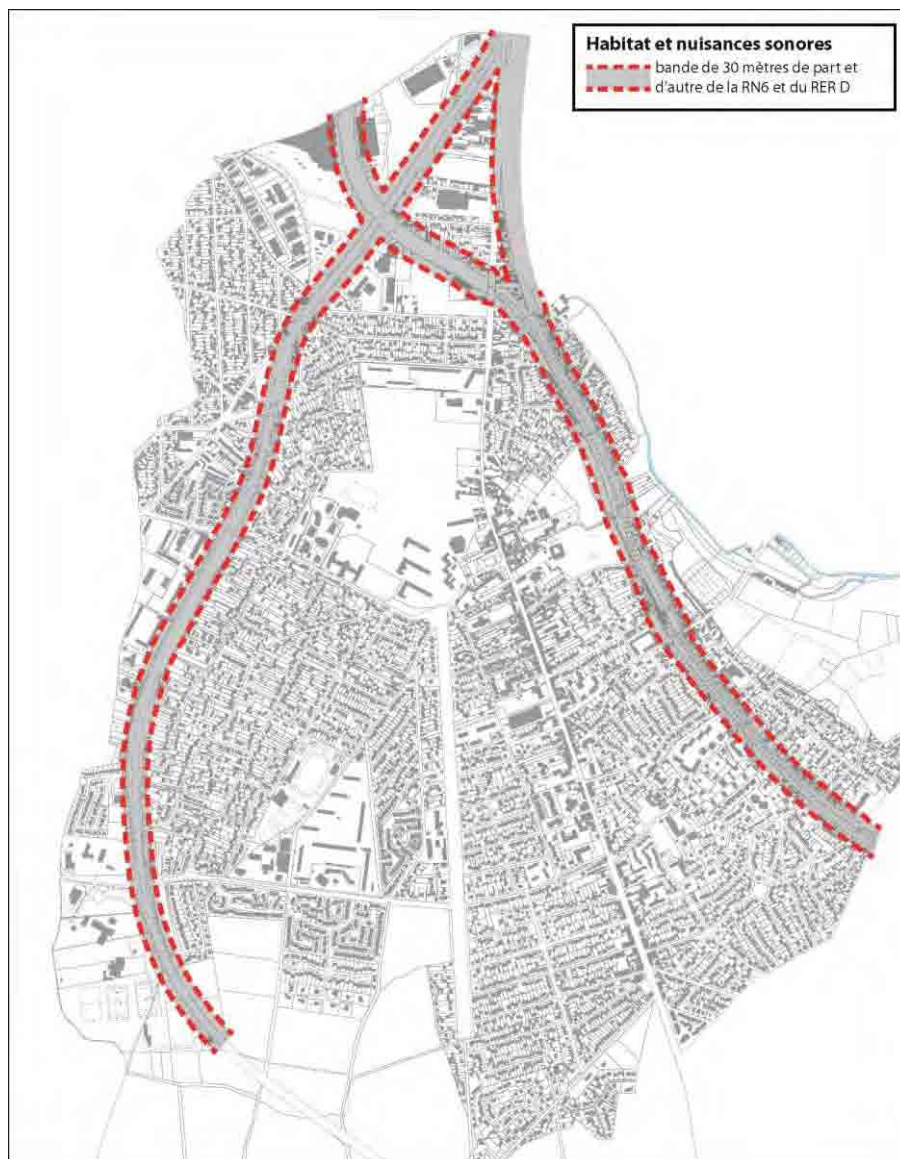 Habitat et nuisances sonores
bande de 30 mètres de part et
d'autre de la RN6 et du RER D